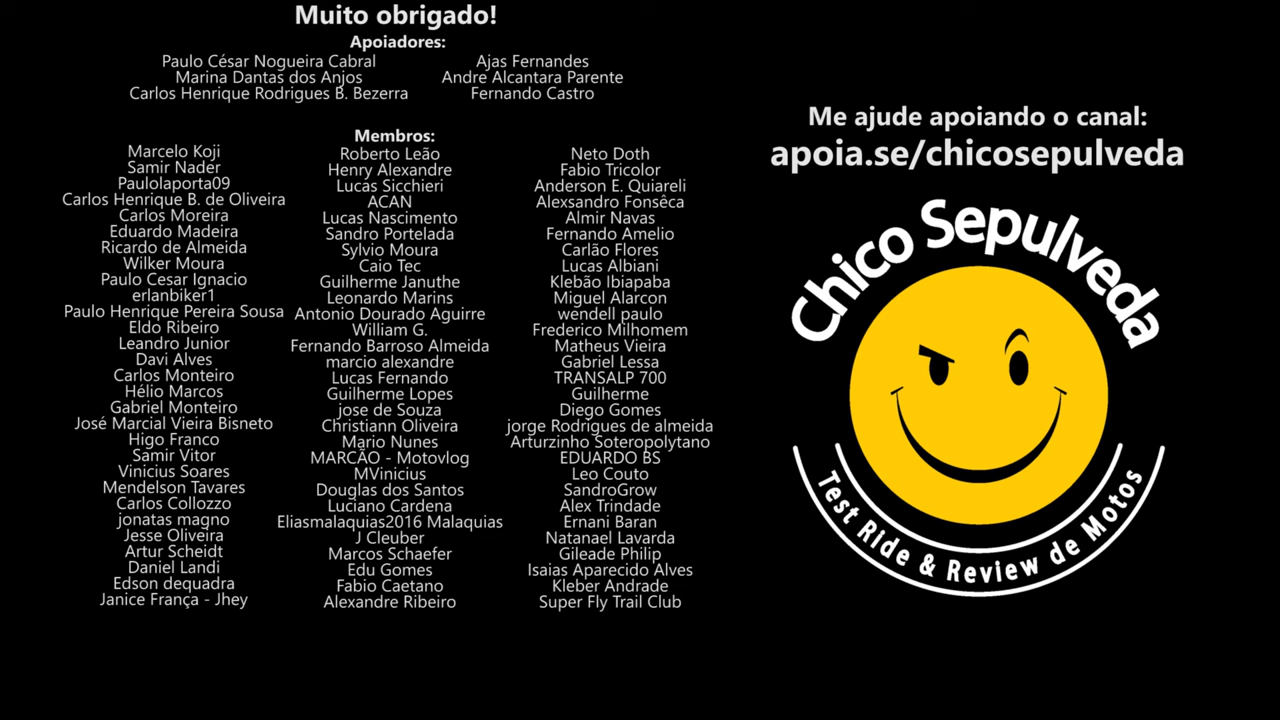 Muito obrigado!
Apoiadores:
Paulo César Nogueira Cabral
Marina Dantas dos Anjos
Carlos Henrique Rodrigues B. Bezerra
Ajas Fernandes
Andre Alcantara Parente
Fernando Castro
Membros:
Marcelo Koji
Samir Nader
Paulolaporta09
Carlos Henrique B. de Oliveira
Carlos Moreira
Eduardo Madeira
Ricardo de Almeida
Wilker Moura
Paulo Cesar Ignacio
erlanbiker1
Paulo Henrique Pereira Sousa
Eldo Ribeiro
Leandro Junior
Davi Alves
Carlos Monteiro
Hélio Marcos
Gabriel Monteiro
José Marcial Vieira Bisneto
Higo Franco
Samir Vitor
Vinicius Soares
Mendelson Tavares
Carlos Collozzo
jonatas magno
Jesse Oliveira
Artur Scheidt
Daniel Landi
Edson dequadra
Janice França - Jhey
Roberto Leão
Henry Alexandre
Lucas Sicchieri
ACAN
Lucas Nascimento
Sandro Portelada
Sylvio Moura
Caio Tec
Guilherme Januthe
Leonardo Marins
Antonio Dourado Aguirre
William G.
Fernando Barroso Almeida
marcio alexandre
Lucas Fernando
Guilherme Lopes
jose de Souza
Christiann Oliveira
Mario Nunes
MARCÃO - Motovlog
MVinicius
Douglas dos Santos
Luciano Cardena
Eliasmalaquias2016 Malaquias
J Cleuber
Marcos Schaefer
Edu Gomes
Fabio Caetano
Alexandre Ribeiro
Neto Doth
Fabio Tricolor
Anderson E. Quiareli
Alexsandro Fonsêca
Almir Navas
Fernando Amelio
Carlão Flores
Lucas Albiani
Klebão Ibiapaba
Miguel Alarcon
wendell paulo
Frederico Milhomem
Matheus Vieira
Gabriel Lessa
TRANSALP 700
Guilherme
Diego Gomes
jorge Rodrigues de almeida
Arturzinho Soteropolytano
EDUARDO BS
Leo Couto
SandroGrow
Alex Trindade
Ernani Baran
Natanael Lavarda
Gileade Philip
Isaias Aparecido Alves
Kleber Andrade
Super Fly Trail Club
Me ajude apoiando o canal:
apoia.se/chicosepulveda
Chico Sepulveda
Test Ride & Review de Motos